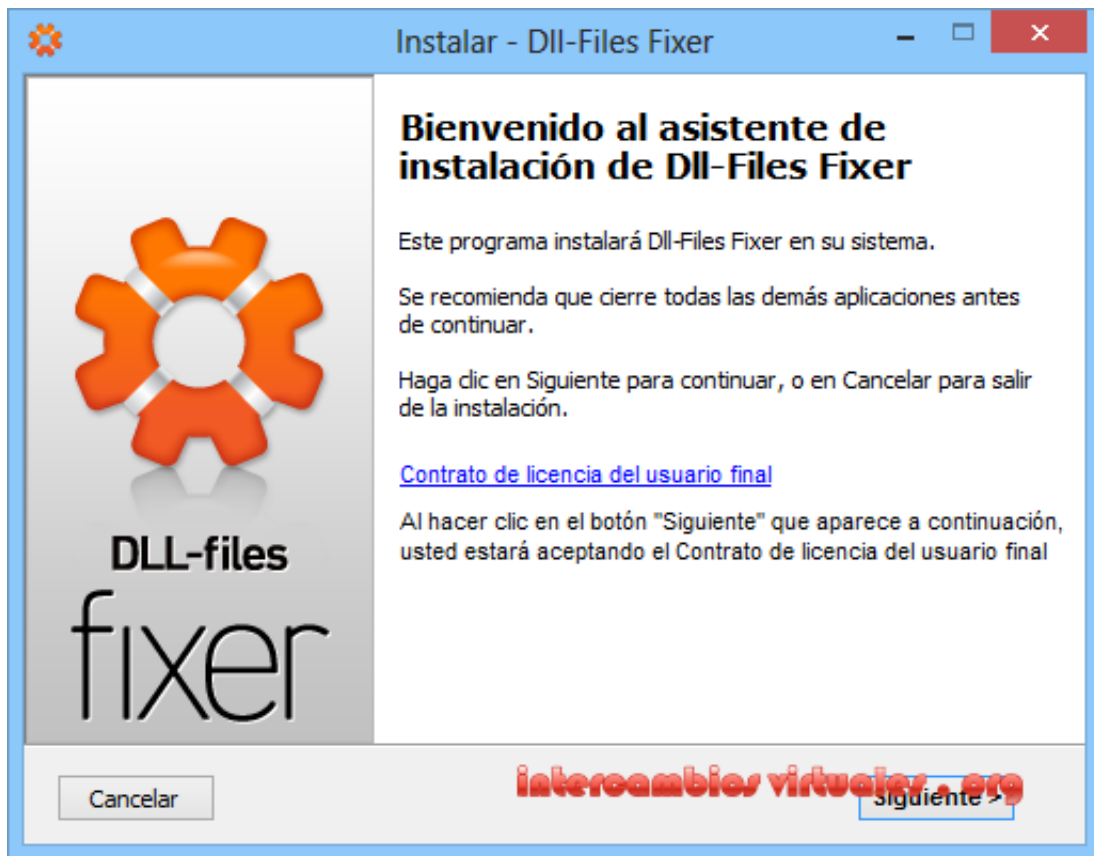 Instalar - Dll-Files Fixer
Bienvenido al asistente de
instalación de Dll-Files Fixer
Este programa instalará Dll-Files Fixer en su sistema.
Se recomienda que cierre todas las demás aplicaciones antes
de continuar.
Haga clic en Siguiente para continuar, o en Cancelar para salir
de la instalación.
Contrato de licencia del usuario final
Al hacer clic en el botón "Siguiente" que aparece a continuación,
usted estará aceptando el Contrato de licencia del usuario final
DLL-files
fixer
Cancelar
intercambios virtuales . org
Siguiente >